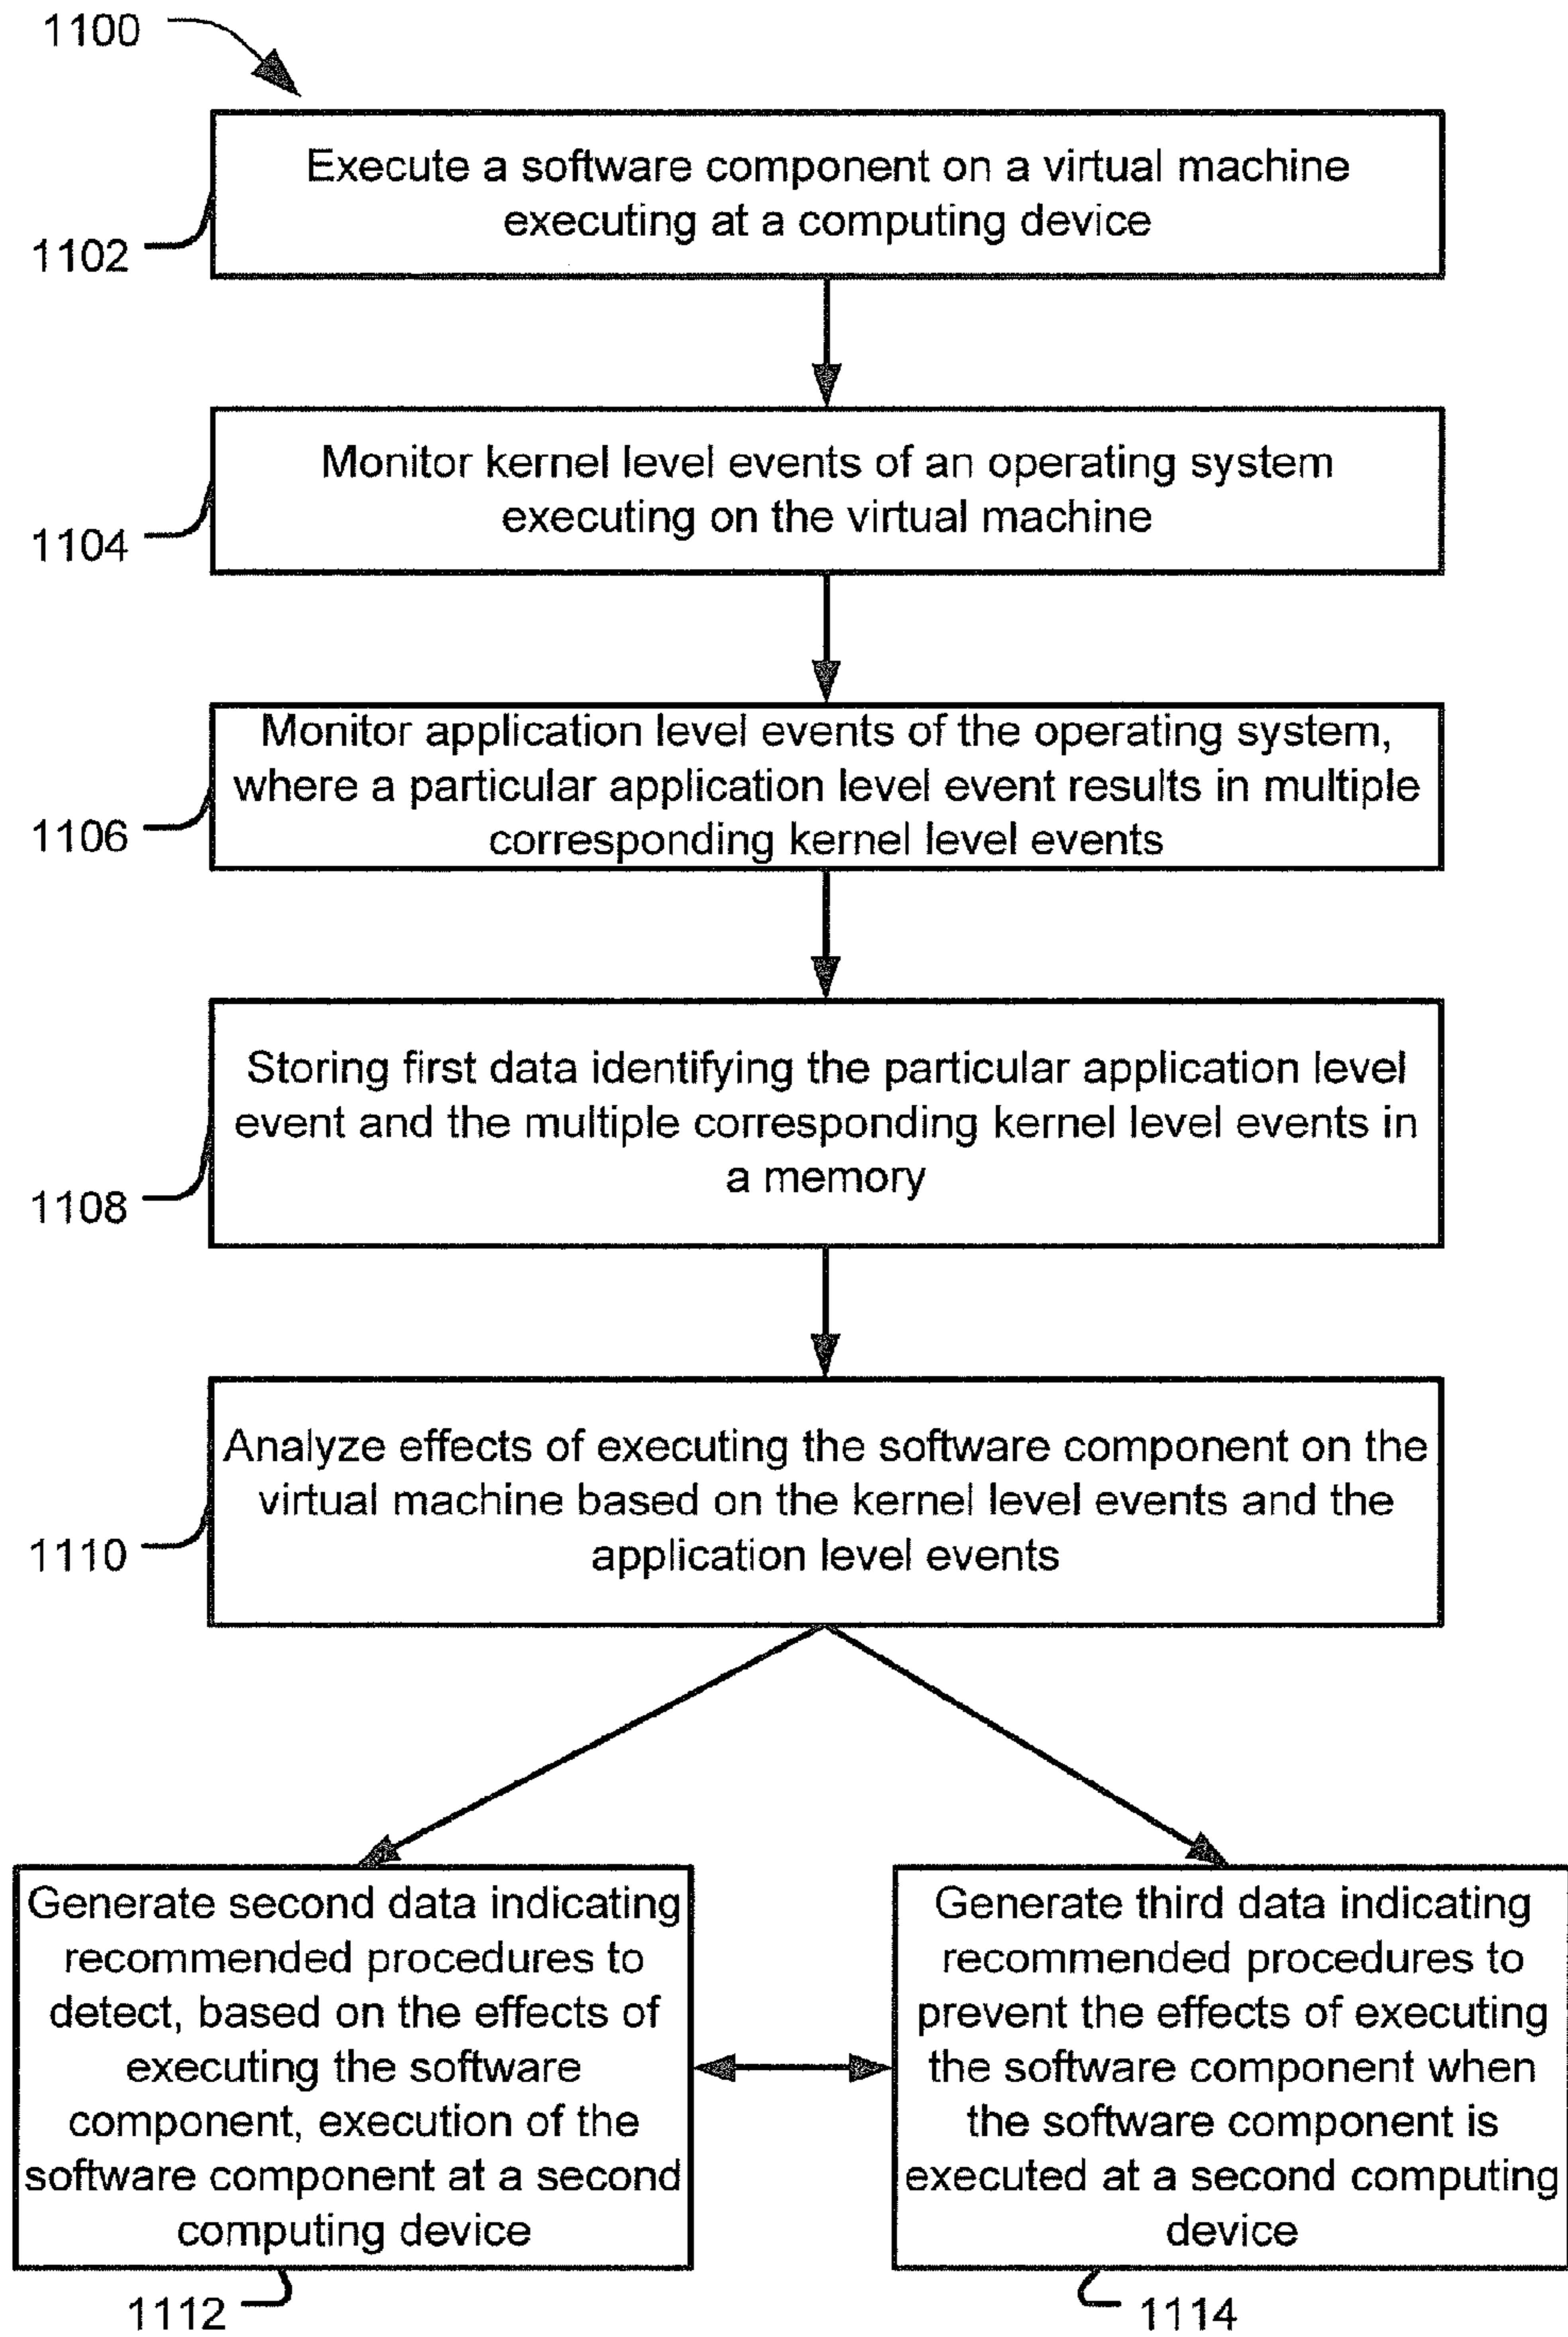 1100
Execute a software component on a virtual machine
executing at a computing device
1102
Monitor kernel level events of an operating system
executing on the virtual machine
1104
Monitor application level events of the operating system,
where a particular application level event results in multiple
corresponding kernel level events
1106
Storing first data identifying the particular application level
event and the multiple corresponding kernel level events in
a memory
1108
Analyze effects of executing the software component on the
virtual machine based on the kernel level events and the
application level events
1110
Generate second data indicating
recommended procedures to
detect, based on the effects of
executing the software
component, execution of the
software component at a second
computing device
1112
Generate third data indicating
recommended procedures to
prevent the effects of executing
the software component when
the software component is
executed at a second computing
device
1114